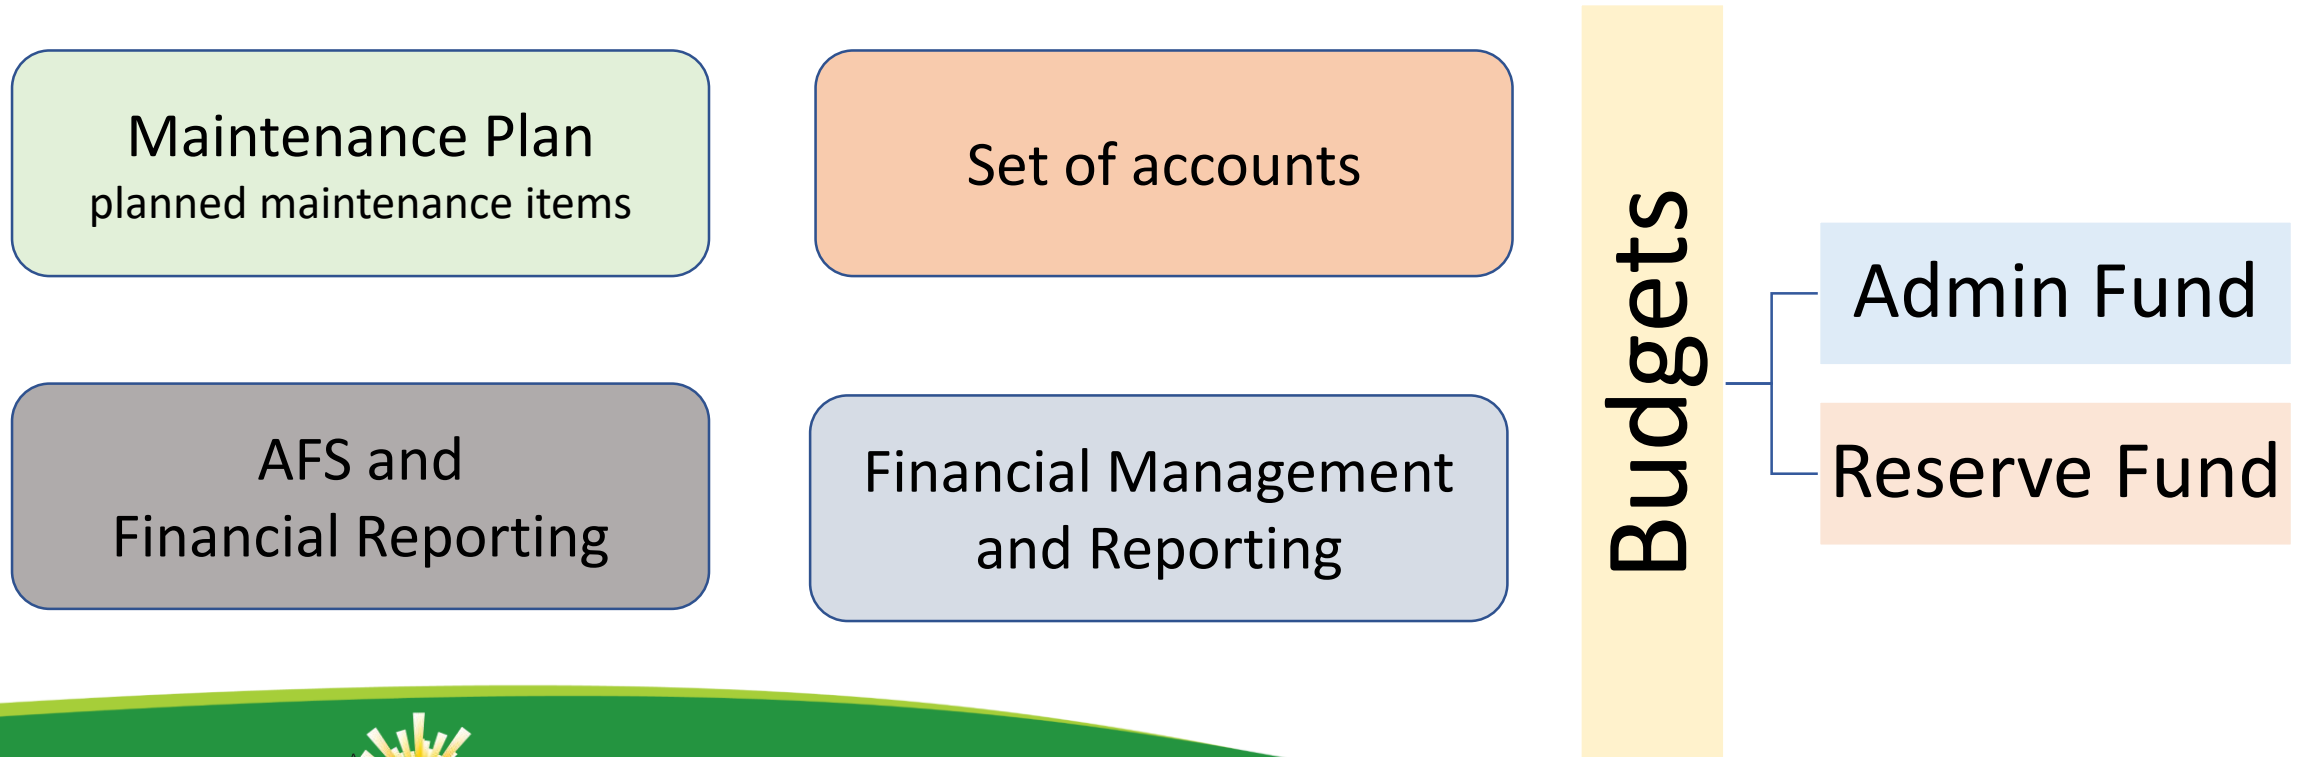 Maintenance Plan
planned maintenance items
Set of accounts
AFS and
Financial Reporting
Financial Management
and Reporting
Budgets
Admin Fund
Reserve Fund